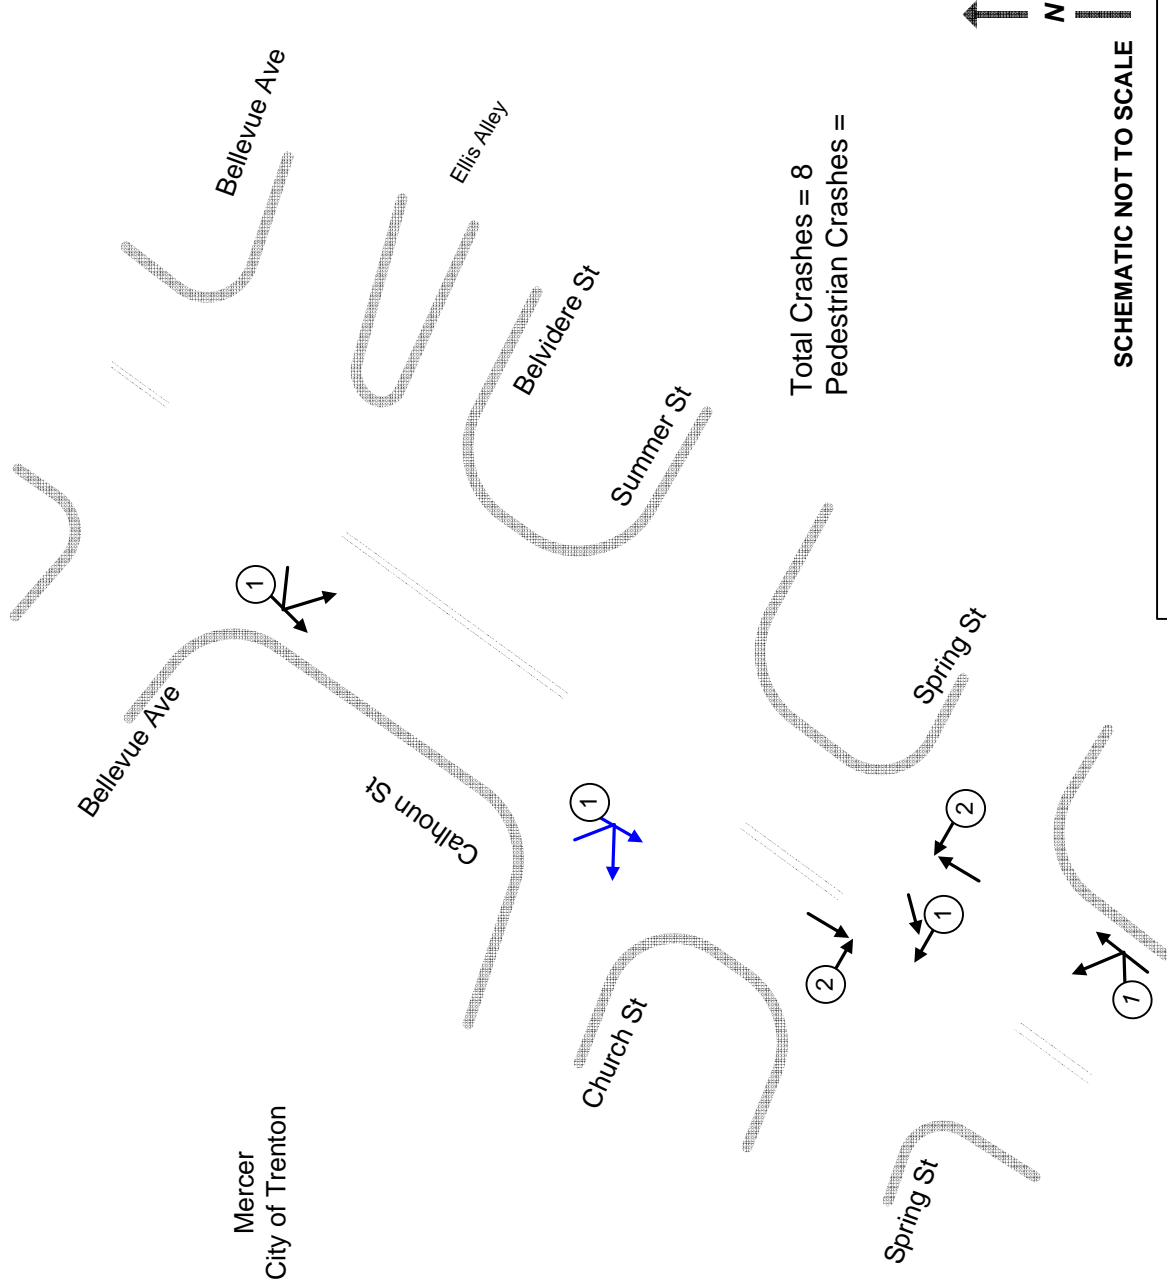 Mercer
City of Trenton
Bellevue Ave
Calhoun St
Bellevue Ave
Ellis Alley
Belvidere St
Summer St
Church St
Spring St
Spring St
1
1
2
1
2
1
Total Crashes = 8
Pedestrian Crashes =
SCHEMATIC NOT TO SCALE
N